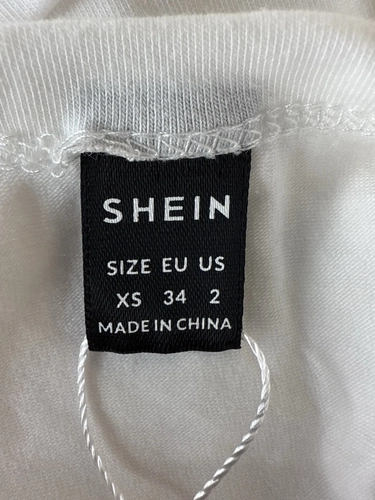 SHEIN
SIZE EU US
XS 34 2
MADE IN CHINA